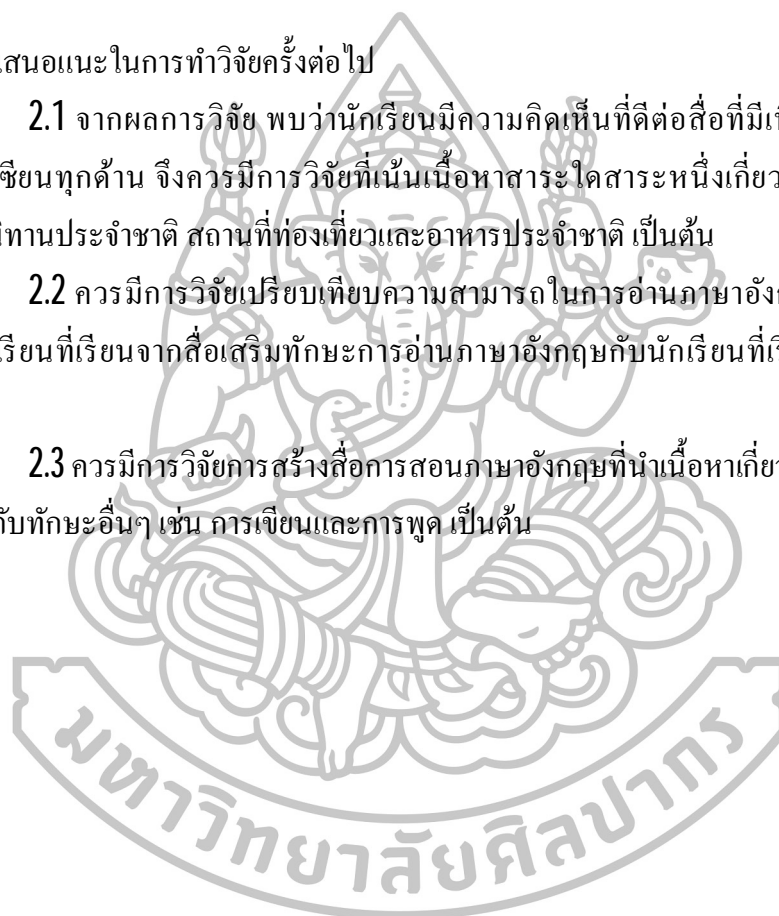 เสนอแนะในการทำวิจัยครั้งต่อไป
2.1 จากผลการวิจัย พบว่านักเรียนมีความคิดเห็นที่ดีต่อสื่อที่มีเ
ซียนทุกด้าน จึงควรมีการวิจัยที่เน้นเนื้อหาสาระใดสาระหนึ่งเกี่ยว
นิทานประจำชาติ สถานที่ท่องเที่ยวและอาหารประจำชาติ เป็นต้น
2.2 ควรมีการวิจัยเปรียบเทียบความสามารถในการอ่านภาษาอัง
เรียนที่เรียนจากสื่อเสริมทักษะการอ่านภาษาอังกฤษกับนักเรียนที่เ
2.3 ควรมีการวิจัยการสร้างสื่อการสอนภาษาอังกฤษที่นำเนื้อหาเกี่ย
กับทักษะอื่นๆ เช่น การเขียนและการพูด เป็นต้น
มหาวิทยาลัยศิลปากร